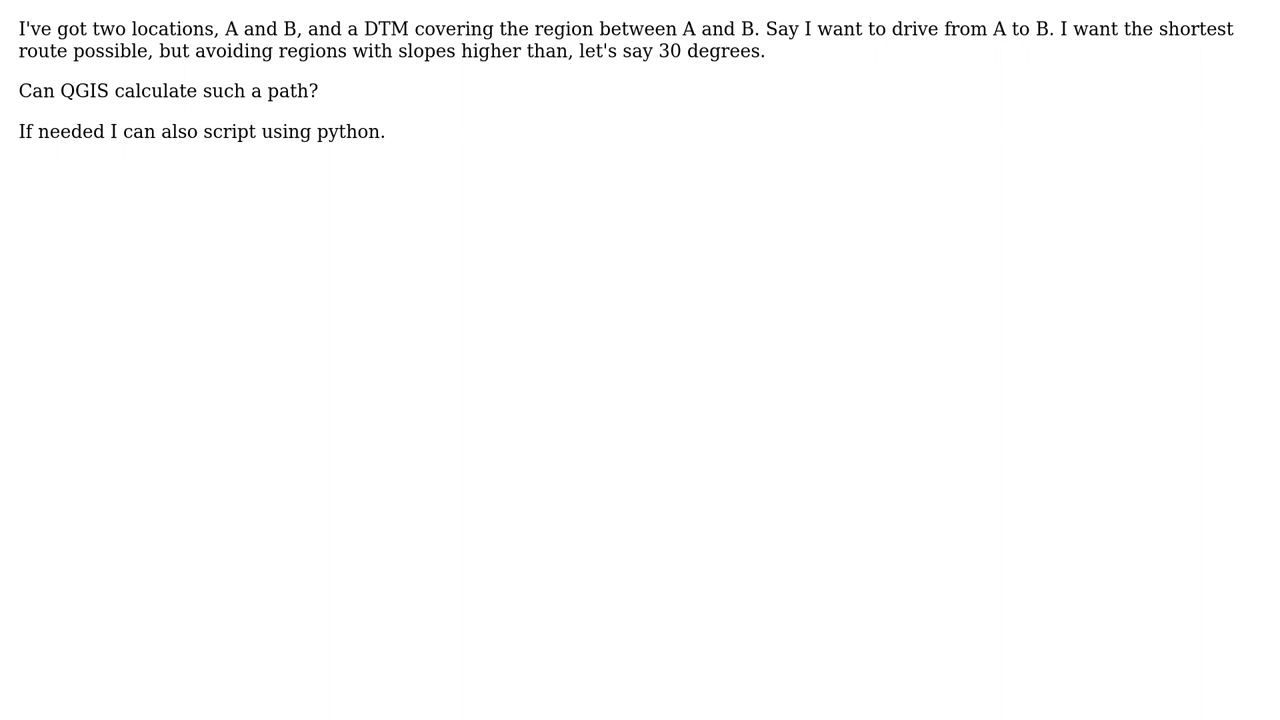 I've got two locations, A and B, and a DTM covering the region between A and B. Say I want to drive from A to B. I want the shortest
route possible, but avoiding regions with slopes higher than, let's say 30 degrees.
Can QGIS calculate such a path?
If needed I can also script using python.